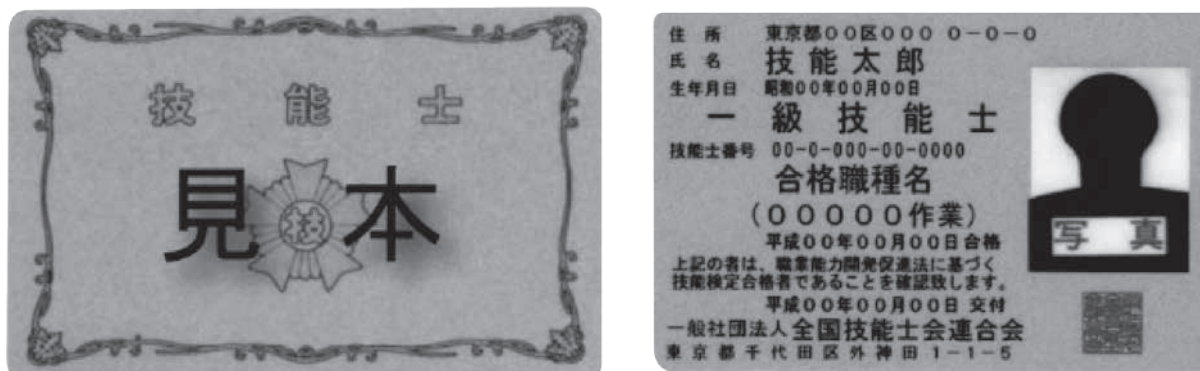 技能士
見本
技
住所 東京都00区000 0-0-0
氏名 技能太郎
生年月日 昭和00年00月00日
一級技能士
技能士番号 00-0-000-00-0000
合格職種名
(00000作業)
平成00年00月00日合格
上記の者は、職業能力開発促進法に基づく
技能検定合格者であることを確認致します。
平成00年00月00日 交付
一般社団法人全国技能士会連合会
東京都千代田区外神田1-1-5
写真